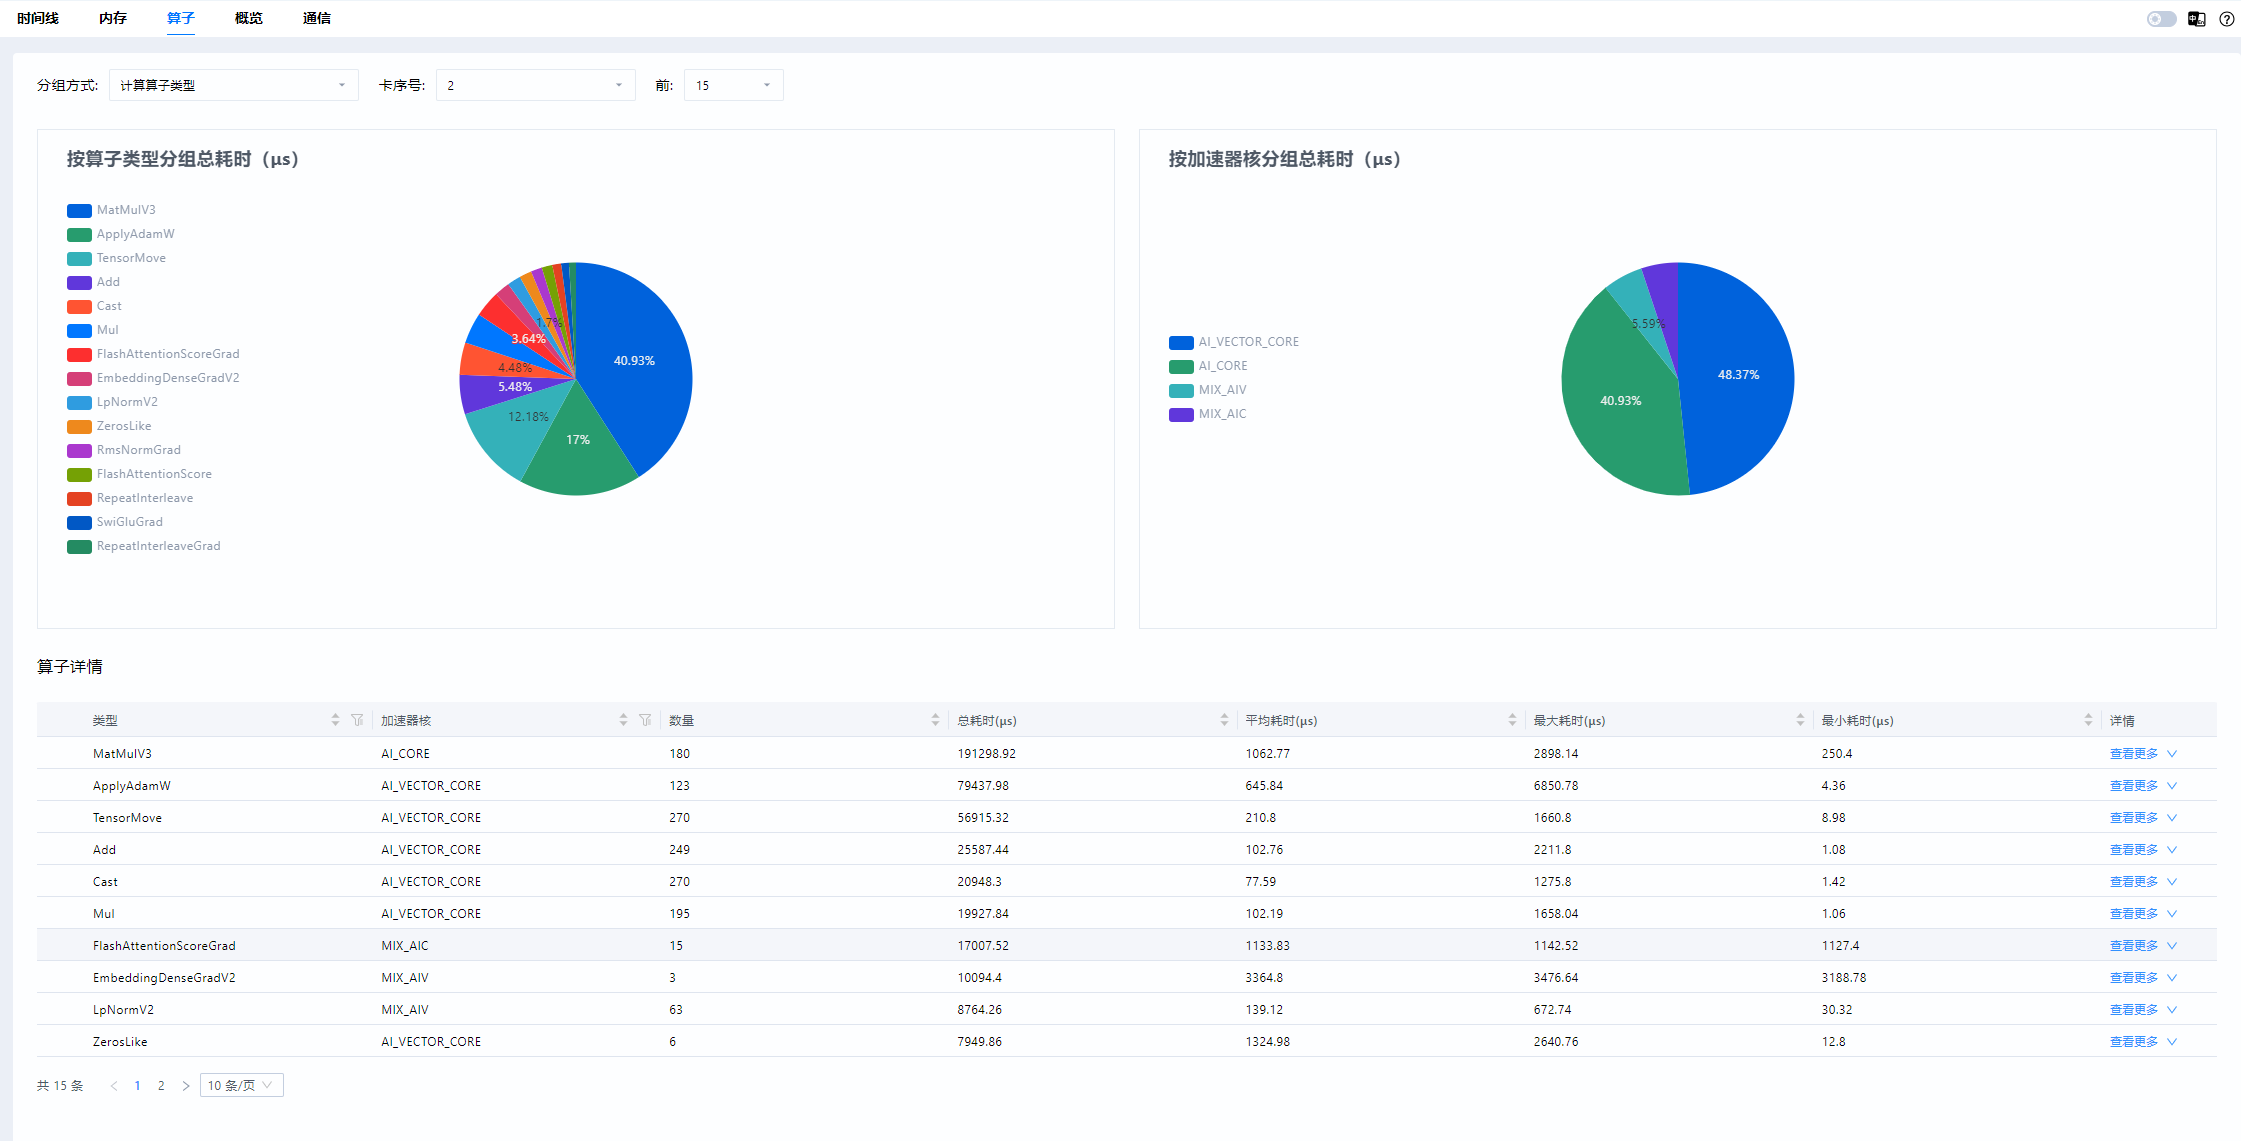 时间线 内存 算子 概览 通信
分组方式: 计算算子类型 卡序号: 2 前: 15
按算子类型分组总耗时（μs）
MatMulV3
ApplyAdamW
TensorMove
Add
Cast
Mul
FlashAttentionScoreGrad
EmbeddingDenseGradV2
LpNormV2
ZerosLike
RmsNormGrad
FlashAttentionScore
RepeatInterleave
SwiGluGrad
RepeatInterleaveGrad
1.7%
3.64%
40.93%
4.48%
5.48%
12.18%
17%
按加速器核分组总耗时（μs）
AI_VECTOR_CORE
AI_CORE
MIX_AIV
MIX_AIC
5.59%
48.37%
40.93%
算子详情
类型 加速器核 数量 总耗时(μs) 平均耗时(μs) 最大耗时(μs) 最小耗时(μs) 详情
MatMulV3 AI_CORE 180 191298.92 1062.77 2898.14 250.4 查看更多
ApplyAdamW AI_VECTOR_CORE 123 79437.98 645.84 6850.78 4.36 查看更多
TensorMove AI_VECTOR_CORE 270 56915.32 210.8 1660.8 8.98 查看更多
Add AI_VECTOR_CORE 249 25587.44 102.76 2211.8 1.08 查看更多
Cast AI_VECTOR_CORE 270 20948.3 77.59 1275.8 1.42 查看更多
Mul AI_VECTOR_CORE 195 19927.84 102.19 1658.04 1.06 查看更多
FlashAttentionScoreGrad MIX_AIC 15 17007.52 1133.83 1142.52 1127.4 查看更多
EmbeddingDenseGradV2 MIX_AIV 3 10094.4 3364.8 3476.64 3188.78 查看更多
LpNormV2 MIX_AIV 63 8764.26 139.12 672.74 30.32 查看更多
ZerosLike AI_VECTOR_CORE 6 7949.86 1324.98 2640.76 12.8 查看更多
共 15 条 < 1 2 > 10 条/页